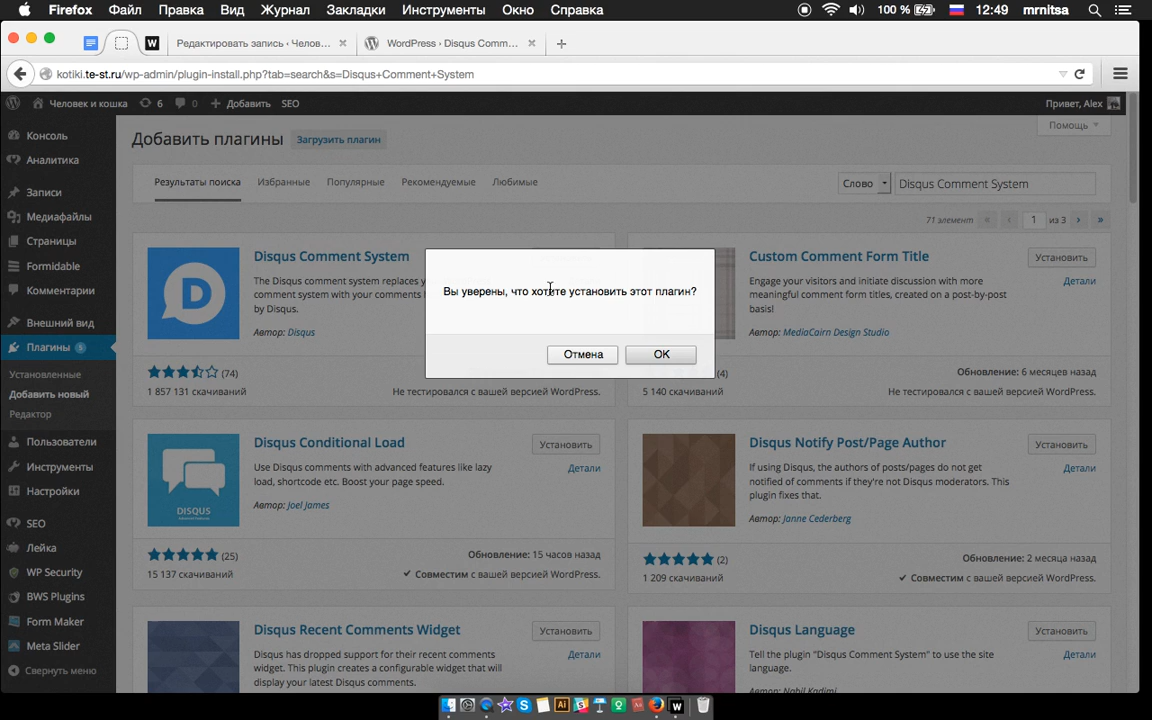 Firefox Файл Правка Вид Журнал Закладки Инструменты Окно Справка 100 % 12:49 mrnitsa
W Редактировать запись ‹ Челов... × WordPress › Disqus Comm... × +
kotiki.te-st.ru/wp-admin/plugin-install.php?tab=search&s=Disqus+Comment+System
Человек и кошка 6 0 + Добавить SEO Привет, Alex
Помощь
Консоль
Аналитика
Записи
Медиафайлы
Страницы
Formidable
Комментарии
Внешний вид
Плагины 5
Установленные
Добавить новый
Редактор
Пользователи
Инструменты
Настройки
SEO
Лейка
WP Security
BWS Plugins
Form Maker
Meta Slider
Свернуть меню
Добавить плагины Загрузить плагин
Результаты поиска Избранные Популярные Рекомендуемые Любимые Слово Disqus Comment System
71 элемент « ‹ 1 из 3 › »
Disqus Comment System
The Disqus comment system replaces y
comment system with your comments
by Disqus.
Автор: Disqus
(74)
1 857 131 скачиваний Не тестировался с вашей версией WordPress.
Custom Comment Form Title Установить
Детали
Engage your visitors and initiate discussion with more
meaningful comment form titles, created on a post-by-post
basis!
Автор: MediaCairn Design Studio
(4) Обновление: 6 месяцев назад
5 140 скачиваний Не тестировался с вашей версией WordPress.
Вы уверены, что хотите установить этот плагин?
Отмена OK
Disqus Conditional Load Установить
Детали
Use Disqus comments with advanced features like lazy
load, shortcode etc. Boost your page speed.
Автор: Joel James
DISQUS
(25) Обновление: 15 часов назад
15 137 скачиваний ✔ Совместим с вашей версией WordPress.
Disqus Notify Post/Page Author Установить
Детали
If using Disqus, the authors of posts/pages do not get
notified of comments if they're not Disqus moderators. This
plugin fixes that.
Автор: Janne Cederberg
(2) Обновление: 2 месяца назад
1 209 скачиваний ✔ Совместим с вашей версией WordPress.
Disqus Recent Comments Widget Установить
Детали
Disqus has dropped support for their recent comments
widget. This plugin creates a configurable widget that will
display your latest Disqus comments.
Disqus Language Установить
Детали
Tell the plugin "Disqus Comment System" to use the site
language.
Автор: Nabil Kadimi